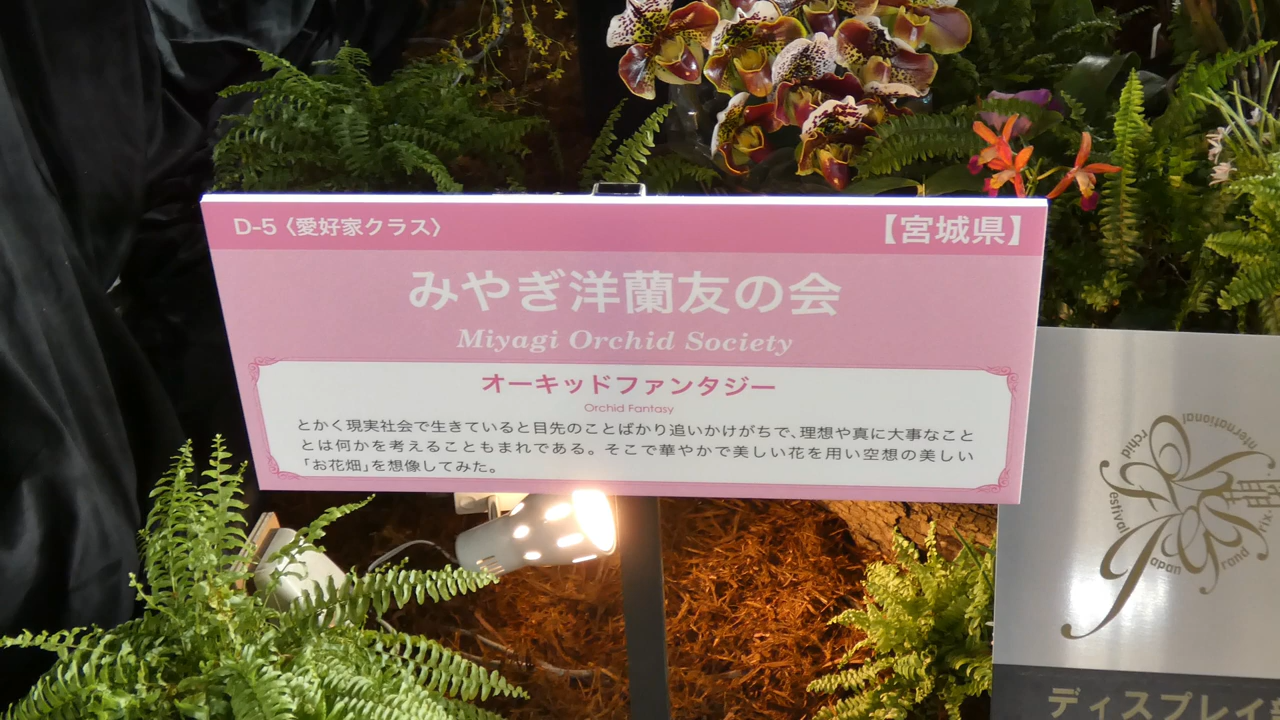 D-5〈愛好家クラス〉
【宮城県】
みやぎ洋蘭友の会
Miyagi Orchid Society
オーキッドファンタジー
Orchid Fantasy
とかく現実社会で生きていると目先のことばかり追いかけがちで、理想や真に大事なこと
とは何かを考えることもまれである。そこで華やかで美しい花を用い空想の美しい
「お花畑」を想像してみた。
nternational
rchid
estival
apan
rand
rix
ディスプレイ